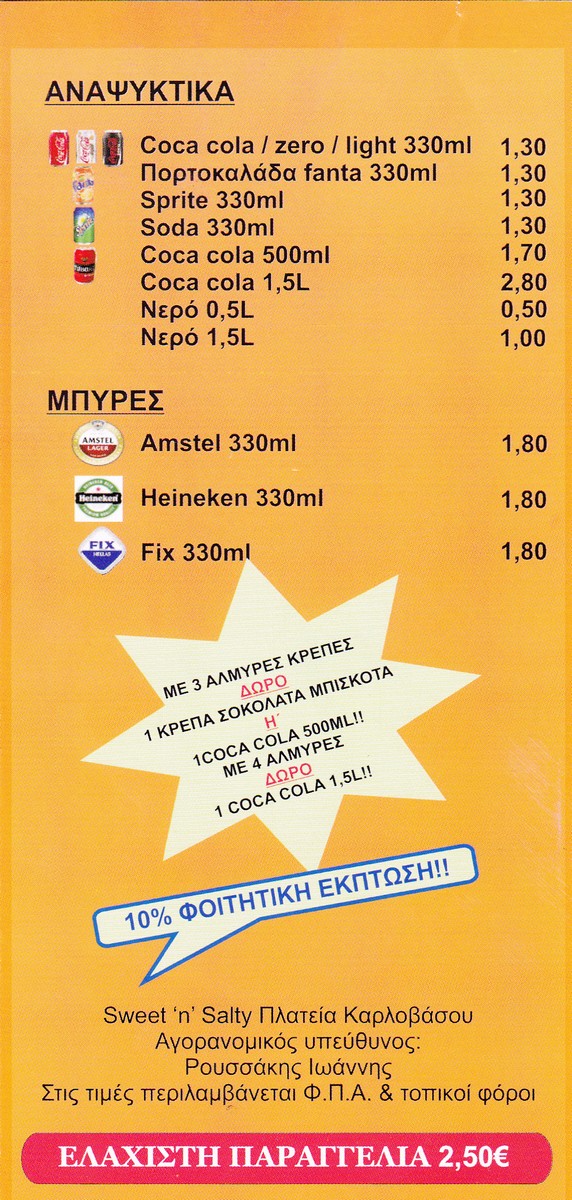 ΑΝΑΨΥΚΤΙΚΑ
Coca cola / zero / light 330ml 1,30
Πορτοκαλάδα fanta 330ml 1,30
Sprite 330ml 1,30
Soda 330ml 1,30
Coca cola 500ml 1,70
Coca cola 1,5L 2,80
Νερό 0,5L 0,50
Νερό 1,5L 1,00
ΜΠΥΡΕΣ
AMSTEL
LAGER
Amstel 330ml 1,80
Heineken
Heineken 330ml 1,80
FIX
HELLAS
Fix 330ml 1,80
ΜΕ 3 ΑΛΜΥΡΕΣ ΚΡΕΠΕΣ
ΔΩΡΟ
1 ΚΡΕΠΑ ΣΟΚΟΛΑΤΑ ΜΠΙΣΚΟΤΑ
Η΄
1COCA COLA 500ML!!
ΜΕ 4 ΑΛΜΥΡΕΣ
ΔΩΡΟ
1 COCA COLA 1,5L!!
10% ΦΟΙΤΗΤΙΚΗ ΕΚΠΤΩΣΗ!!
Sweet ‘n’ Salty Πλατεία Καρλοβάσου
Αγορανομικός υπεύθυνος:
Ρουσσάκης Ιωάννης
Στις τιμές περιλαμβάνεται Φ.Π.Α. & τοπικοί φόροι
ΕΛΑΧΙΣΤΗ ΠΑΡΑΓΓΕΛΙΑ 2,50€